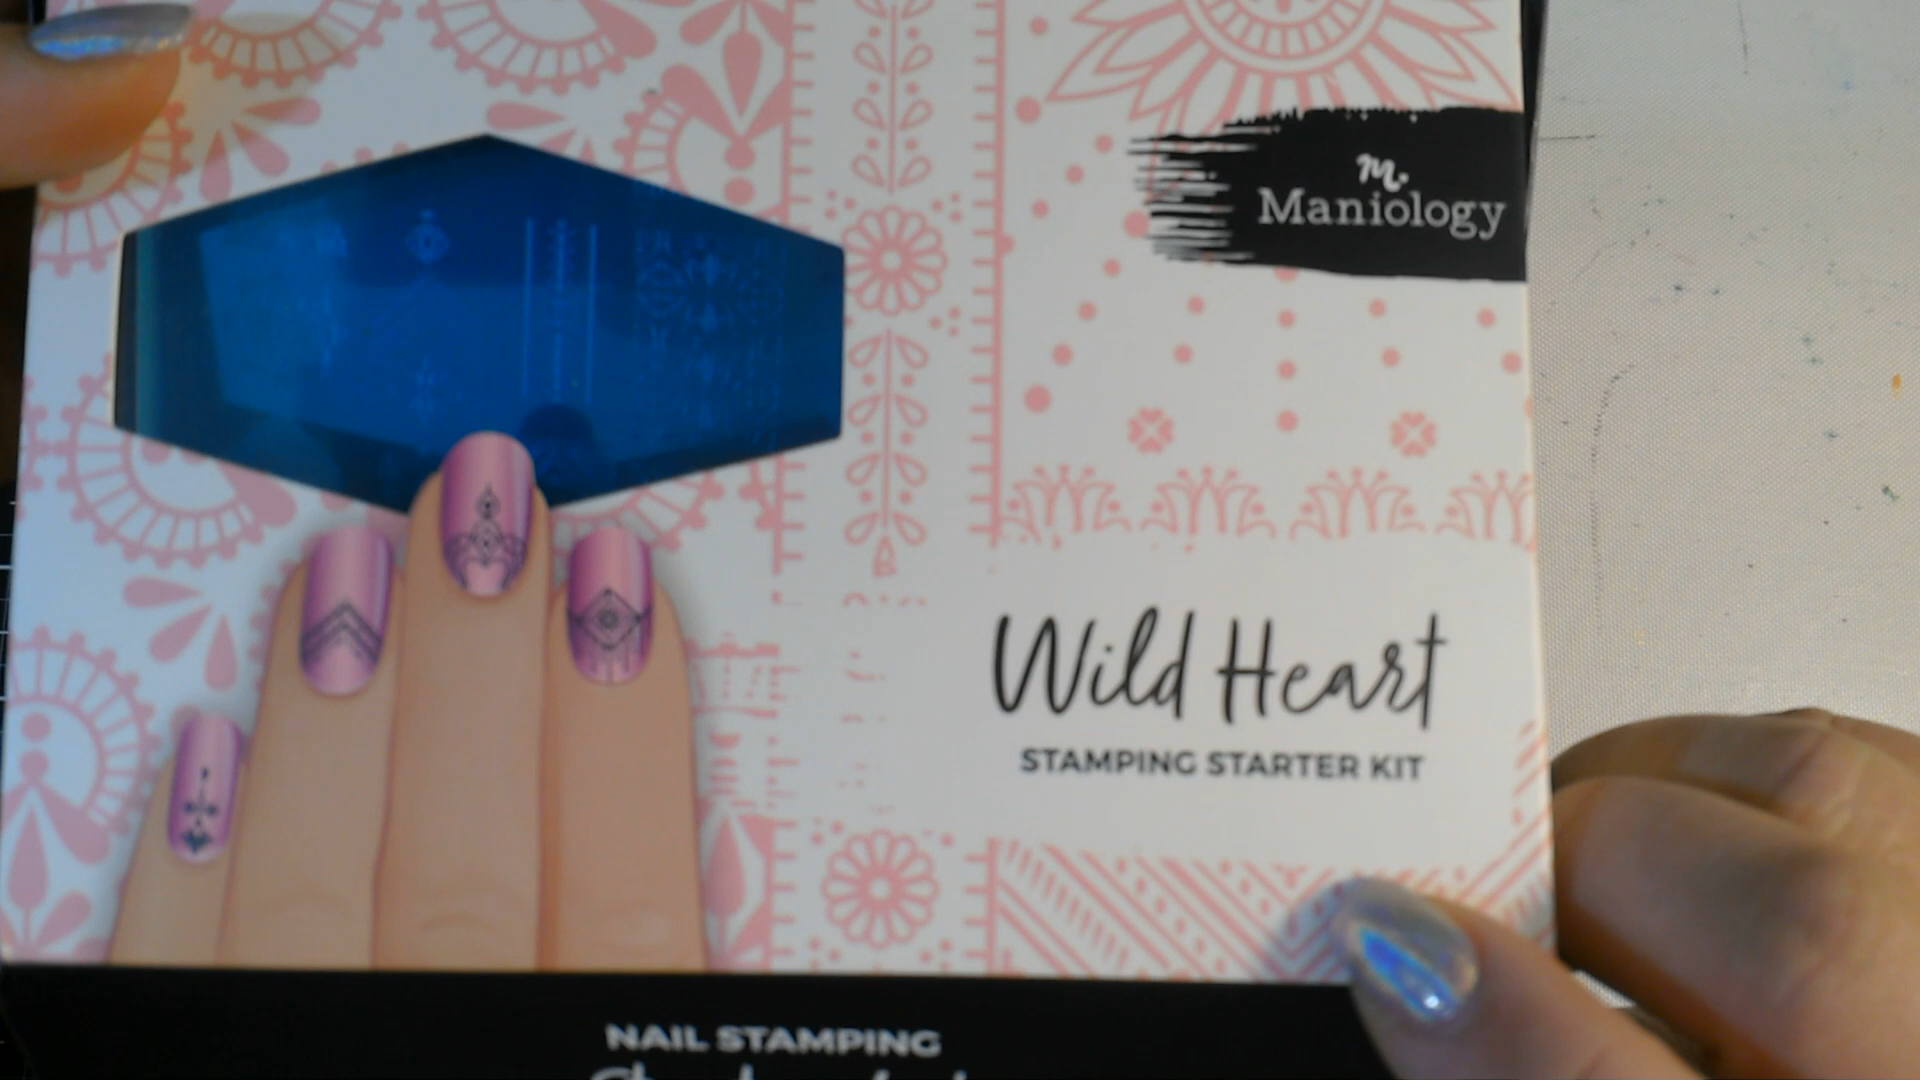 m.
Maniology
Wild Heart
STAMPING STARTER KIT
NAIL STAMPING